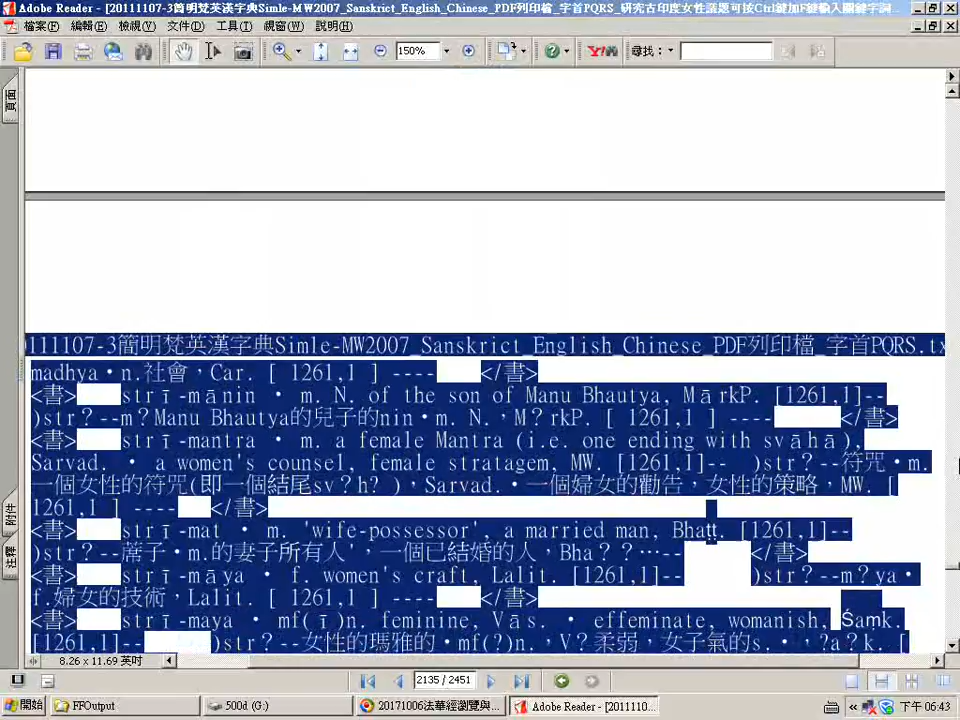 Adobe Reader - [20111107-3簡明梵英漢字典Simle-MW2007_Sanskrict_English_Chinese_PDF列印檔_字首PQRS_研究古印度女性議題可按Ctrl鍵加F鍵輸入關鍵字詞
檔案(F) 編輯(E) 檢視(V) 文件(D) 工具(T) 視窗(W) 說明(H)
150% Y! 尋找:
頁面
111107-3簡明梵英漢字典Simle-MW2007_Sanskrict_English_Chinese_PDF列印檔_字首PQRS.tx
madhya‧n.社會，Car. [ 1261,1 ] ---- </書>
<書> strī-mānin ‧ m. N. of the son of Manu Bhautya, MārkP. [1261,1]--
)str？--m？Manu Bhautya的兒子的nin‧m. N.，M？rkP. [ 1261,1 ] ---- </書>
<書> strī-mantra ‧ m. a female Mantra (i.e. one ending with svāhā),
Sarvad. ‧ a women's counsel, female stratagem, MW. [1261,1]-- )str？--符咒‧m.
一個女性的符咒(即一個結尾sv？h? )，Sarvad.‧一個婦女的勸告，女性的策略，MW. [
1261,1 ] ---- </書>
<書> strī-mat ‧ m. 'wife-possessor', a married man, Bhaṭṭ. [1261,1]--
)str？--蓆子‧m.的妻子所有人'，一個已結婚的人，Bha？？…-- </書>
<書> strī-māya ‧ f. women's craft, Lalit. [1261,1]-- )str？--m？ya‧
f.婦女的技術，Lalit. [ 1261,1 ] ---- </書>
<書> strī-maya ‧ mf(ī)n. feminine, Vās. ‧ effeminate, womanish, Śamk.
[1261,1]-- )str？--女性的瑪雅的‧mf(?)n.，V？柔弱，女子氣的s.‧，?a？k. [
附件
註釋
8.26 x 11.69 英吋
2135 / 2451
開始 FFOutput 500d (G:) 20171006法華經瀏覽與... Adobe Reader - [2011110... 下午 06:43